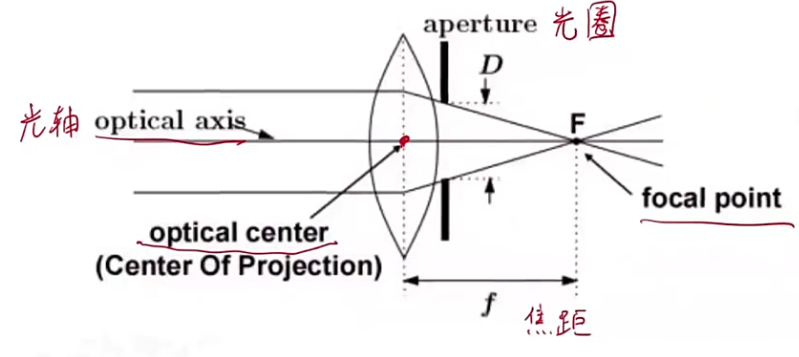 aperture 光圈
D
光轴 optical axis
F
focal point
optical center
(Center Of Projection)
f 焦距